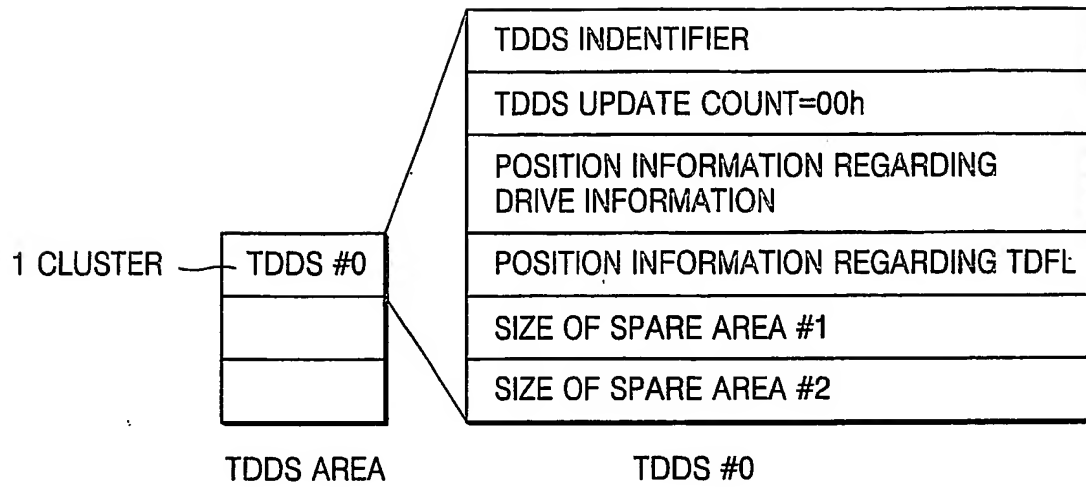 TDDS INDENTIFIER
TDDS UPDATE COUNT=00h
POSITION INFORMATION REGARDING
DRIVE INFORMATION
1 CLUSTER
TDDS #0
POSITION INFORMATION REGARDING TDFL
SIZE OF SPARE AREA #1
SIZE OF SPARE AREA #2
TDDS AREA
TDDS #0